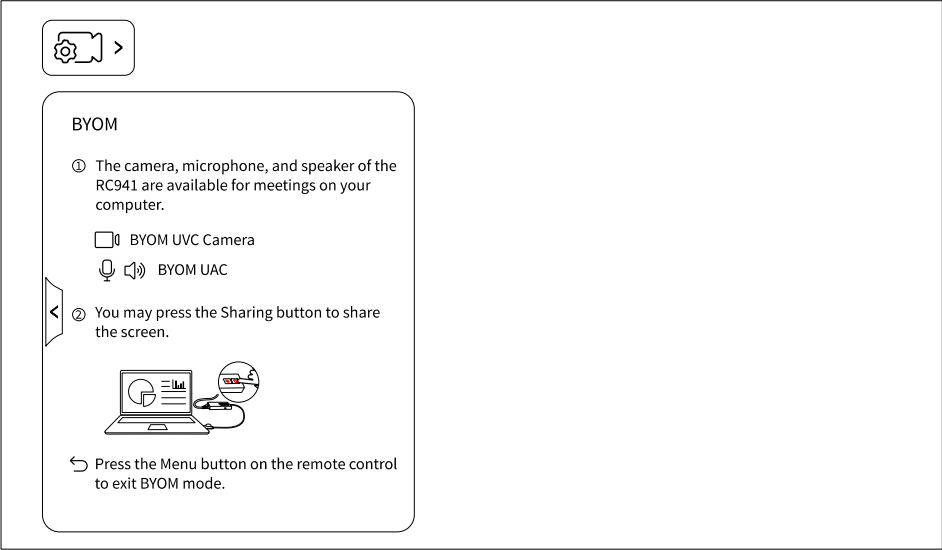 >
BYOM
① The camera, microphone, and speaker of the
RC941 are available for meetings on your
computer.
BYOM UVC Camera
BYOM UAC
<
② You may press the Sharing button to share
the screen.
Press the Menu button on the remote control
to exit BYOM mode.